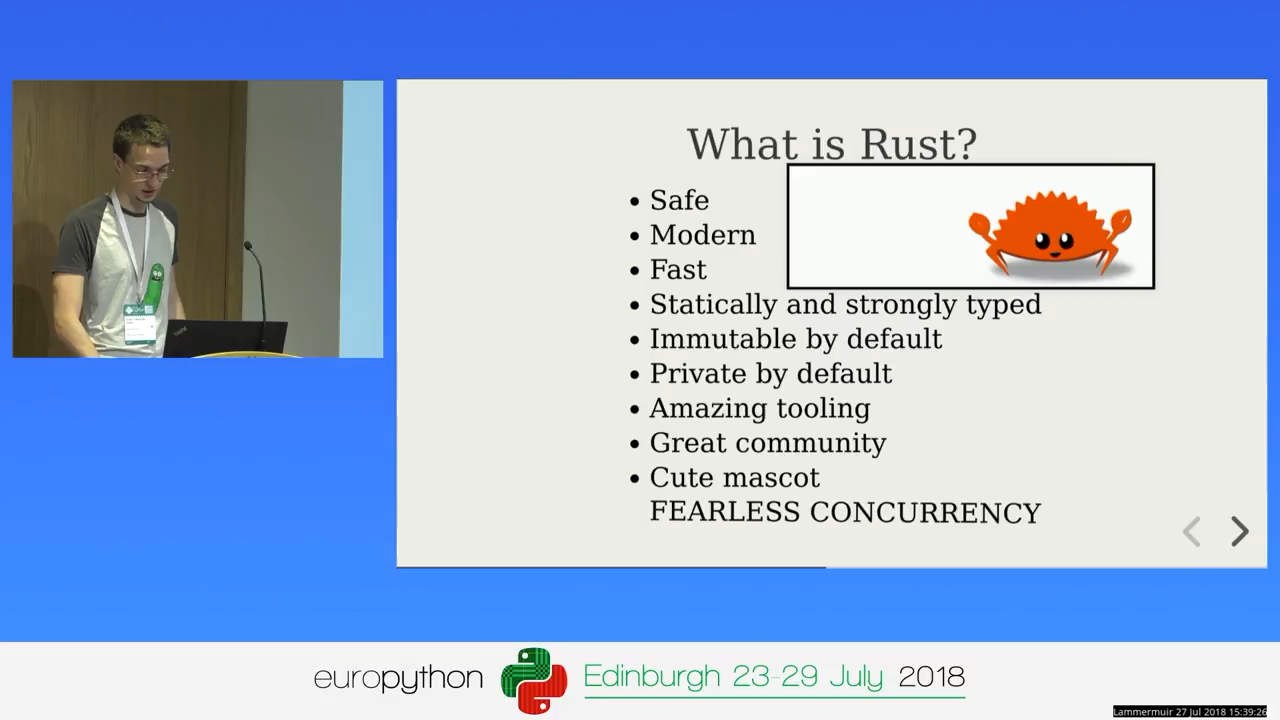 What is Rust?
Safe
Modern
Fast
Statically and strongly typed
Immutable by default
Private by default
Amazing tooling
Great community
Cute mascot
FEARLESS CONCURRENCY
europython
Edinburgh 23-29 July 2018
Lammermuir 27 Jul 2018 15:39:26